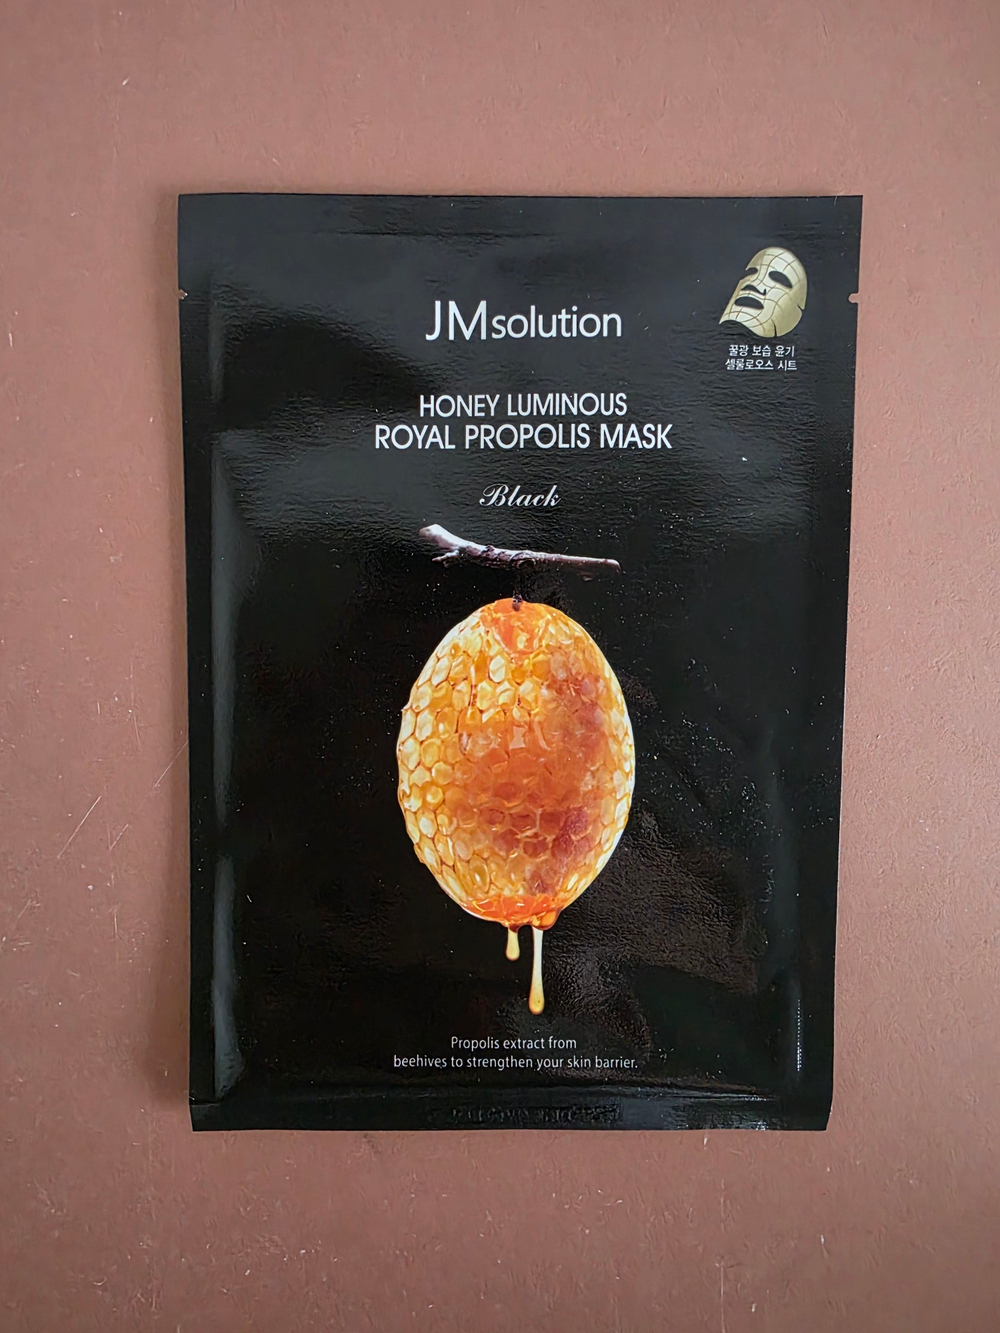 JMsolution
꿀광 보습 윤기
셀룰로오스 시트
HONEY LUMINOUS
ROYAL PROPOLIS MASK
Black
Propolis extract from
beehives to strengthen your skin barrier.